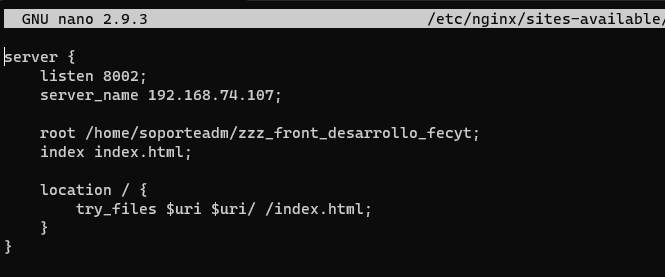 GNU nano 2.9.3 /etc/nginx/sites-available/
server {
    listen 8002;
    server_name 192.168.74.107;
    root /home/soporteadm/zzz_front_desarrollo_fecyt;
    index index.html;
    location / {
        try_files $uri $uri/ /index.html;
    }
}